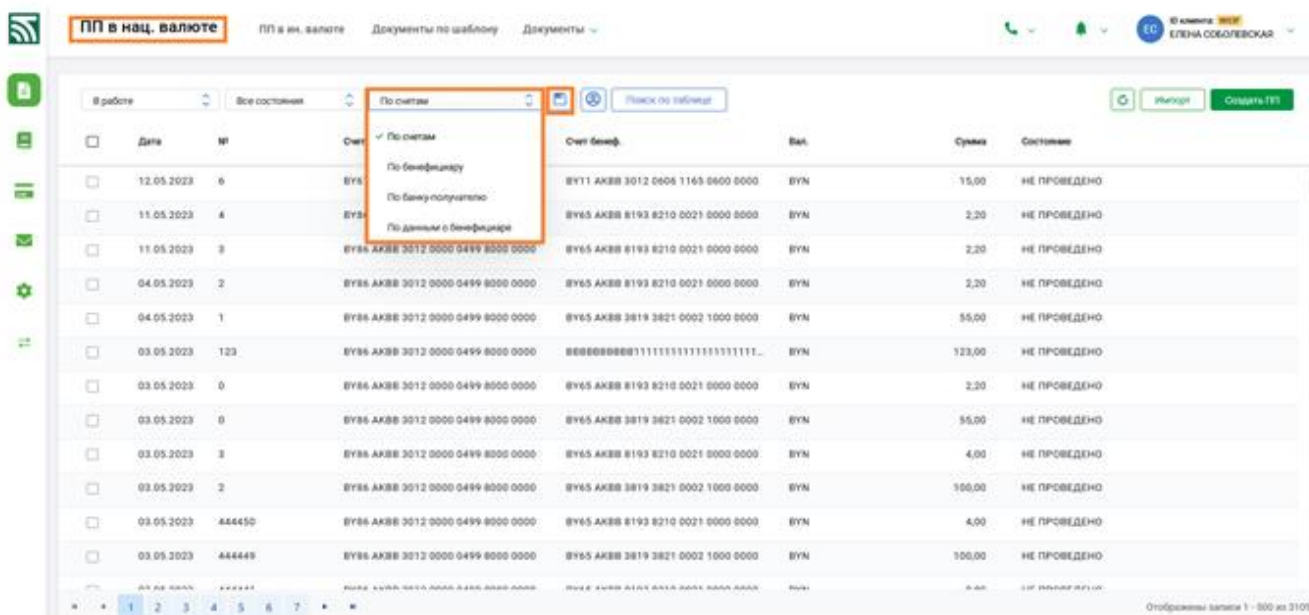 ПП в нац. валюте ПП в ин. валюте Документы по шаблону Документы
ID клиента:
ЕС ЕЛЕНА СОБОЛЕВСКАЯ
В работе Все состояния По счетам Поиск по таблице Импорт Создать ПП
Дата № Счет бенеф. Вал. Сумма Состояние
По счетам
По бенефициару
По банку-получателю
По данным о бенефициаре
12.05.2023 6 BY11 AKBB 3012 0606 1165 0600 0000 BYN 15,00 НЕ ПРОВЕДЕНО
11.05.2023 4 BY65 AKBB 8193 8210 0021 0000 0000 BYN 2,20 НЕ ПРОВЕДЕНО
11.05.2023 3 BY86 AKBB 3012 0000 0499 8000 0000 BY65 AKBB 8193 8210 0021 0000 0000 BYN 2,20 НЕ ПРОВЕДЕНО
04.05.2023 2 BY86 AKBB 3012 0000 0499 8000 0000 BY65 AKBB 8193 8210 0021 0000 0000 BYN 2,20 НЕ ПРОВЕДЕНО
04.05.2023 1 BY86 AKBB 3012 0000 0499 8000 0000 BY65 AKBB 3819 3821 0002 1000 0000 BYN 55,00 НЕ ПРОВЕДЕНО
03.05.2023 123 BY86 AKBB 3012 0000 0499 8000 0000 BYN 123,00 НЕ ПРОВЕДЕНО
03.05.2023 0 BY86 AKBB 3012 0000 0499 8000 0000 BY65 AKBB 8193 8210 0021 0000 0000 BYN 2,20 НЕ ПРОВЕДЕНО
03.05.2023 0 BY86 AKBB 3012 0000 0499 8000 0000 BY65 AKBB 3819 3821 0002 1000 0000 BYN 55,00 НЕ ПРОВЕДЕНО
03.05.2023 3 BY86 AKBB 3012 0000 0499 8000 0000 BY65 AKBB 8193 8210 0021 0000 0000 BYN 4,00 НЕ ПРОВЕДЕНО
03.05.2023 2 BY86 AKBB 3012 0000 0499 8000 0000 BY65 AKBB 3819 3821 0002 1000 0000 BYN 100,00 НЕ ПРОВЕДЕНО
03.05.2023 444450 BY86 AKBB 3012 0000 0499 8000 0000 BY65 AKBB 8193 8210 0021 0000 0000 BYN 4,00 НЕ ПРОВЕДЕНО
03.05.2023 444449 BY86 AKBB 3012 0000 0499 8000 0000 BY65 AKBB 3819 3821 0002 1000 0000 BYN 100,00 НЕ ПРОВЕДЕНО
1 2 3 4 5 6 7 Отображены записи 1 - 500 из